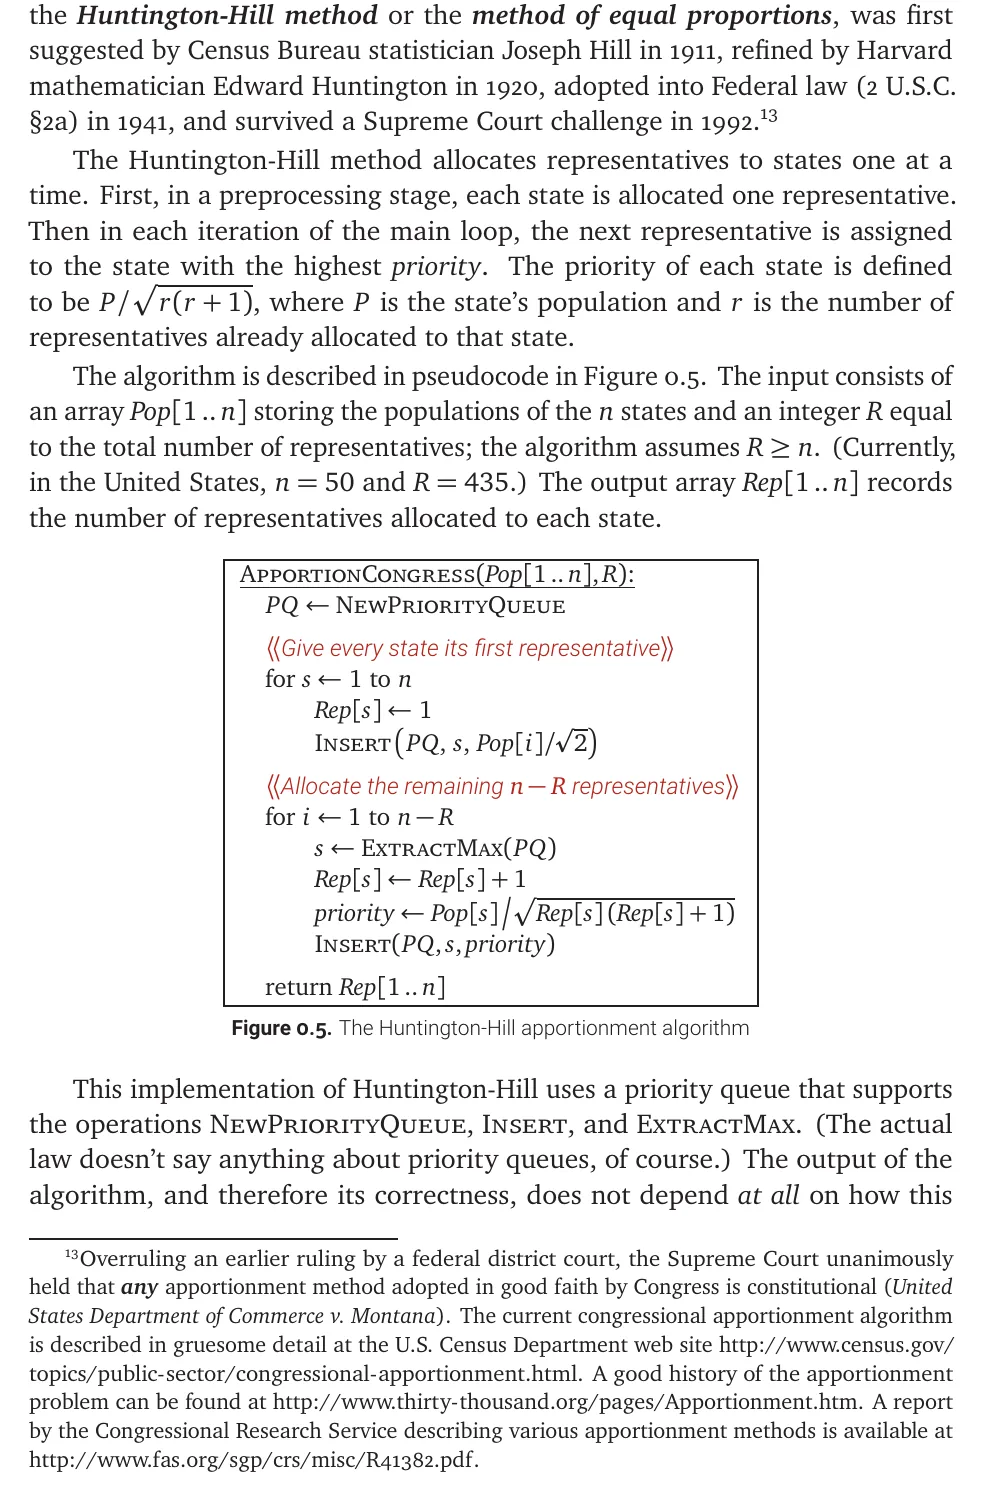 the Huntington-Hill method or the method of equal proportions, was first
suggested by Census Bureau statistician Joseph Hill in 1911, refined by Harvard
mathematician Edward Huntington in 1920, adopted into Federal law (2 U.S.C.
§2a) in 1941, and survived a Supreme Court challenge in 1992.¹³
The Huntington-Hill method allocates representatives to states one at a
time. First, in a preprocessing stage, each state is allocated one representative.
Then in each iteration of the main loop, the next representative is assigned
to the state with the highest priority. The priority of each state is defined
to be P/√r(r + 1), where P is the state's population and r is the number of
representatives already allocated to that state.
The algorithm is described in pseudocode in Figure 0.5. The input consists of
an array Pop[1 .. n] storing the populations of the n states and an integer R equal
to the total number of representatives; the algorithm assumes R ≥ n. (Currently,
in the United States, n = 50 and R = 435.) The output array Rep[1 .. n] records
the number of representatives allocated to each state.
APPORTIONCONGRESS(Pop[1 .. n], R):
PQ ← NEWPRIORITYQUEUE
⟪Give every state its first representative⟫
for s ← 1 to n
Rep[s] ← 1
INSERT(PQ, s, Pop[i]/√2)
⟪Allocate the remaining n − R representatives⟫
for i ← 1 to n − R
s ← EXTRACTMAX(PQ)
Rep[s] ← Rep[s] + 1
priority ← Pop[s]/√Rep[s](Rep[s] + 1)
INSERT(PQ, s, priority)
return Rep[1 .. n]
Figure 0.5. The Huntington-Hill apportionment algorithm
This implementation of Huntington-Hill uses a priority queue that supports
the operations NEWPRIORITYQUEUE, INSERT, and EXTRACTMAX. (The actual
law doesn't say anything about priority queues, of course.) The output of the
algorithm, and therefore its correctness, does not depend at all on how this
¹³Overruling an earlier ruling by a federal district court, the Supreme Court unanimously
held that any apportionment method adopted in good faith by Congress is constitutional (United
States Department of Commerce v. Montana). The current congressional apportionment algorithm
is described in gruesome detail at the U.S. Census Department web site http://www.census.gov/
topics/public-sector/congressional-apportionment.html. A good history of the apportionment
problem can be found at http://www.thirty-thousand.org/pages/Apportionment.htm. A report
by the Congressional Research Service describing various apportionment methods is available at
http://www.fas.org/sgp/crs/misc/R41382.pdf.